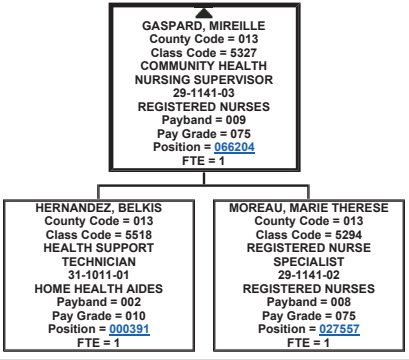 GASPARD, MIREILLE
County Code = 013
Class Code = 5327
COMMUNITY HEALTH
NURSING SUPERVISOR
29-1141-03
REGISTERED NURSES
Payband = 009
Pay Grade = 075
Position = 066204
FTE = 1
HERNANDEZ, BELKIS
County Code = 013
Class Code = 5518
HEALTH SUPPORT
TECHNICIAN
31-1011-01
HOME HEALTH AIDES
Payband = 002
Pay Grade = 010
Position = 000391
FTE = 1
MOREAU, MARIE THERESE
County Code = 013
Class Code = 5294
REGISTERED NURSE
SPECIALIST
29-1141-02
REGISTERED NURSES
Payband = 008
Pay Grade = 075
Position = 027557
FTE = 1